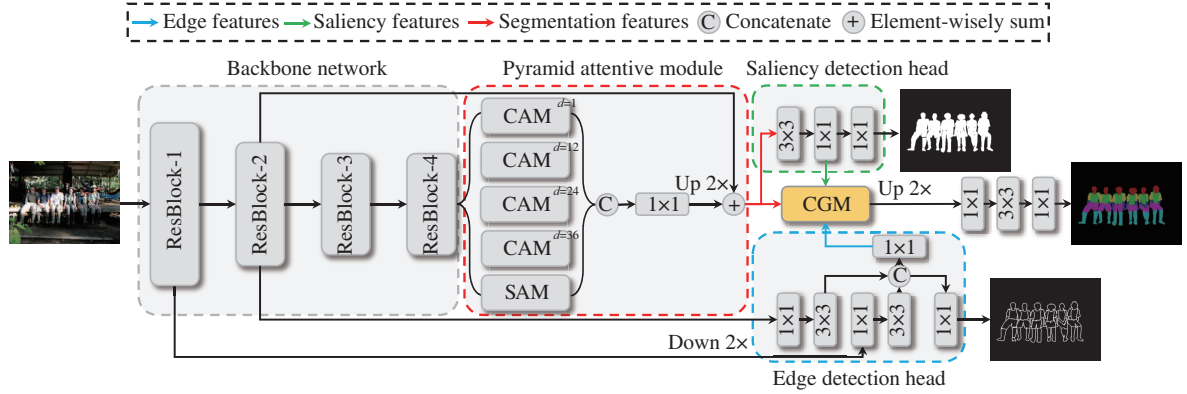 Edge features Saliency features Segmentation features C Concatenate + Element-wisely sum
Backbone network
Pyramid attentive module
Saliency detection head
ResBlock-1
ResBlock-2
ResBlock-3
ResBlock-4
CAM d=1
CAM d=12
CAM d=24
CAM d=36
SAM
C
1×1
Up 2×
+
3×3
1×1
1×1
CGM
Up 2×
1×1
3×3
1×1
1×1
C
1×1
3×3
1×1
3×3
1×1
Down 2×
Edge detection head